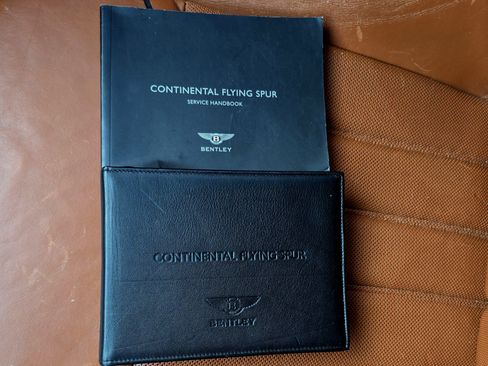 CONTINENTAL FLYING SPUR
SERVICE HANDBOOK
B
BENTLEY
CONTINENTAL FLYING SPUR
B
BENTLEY